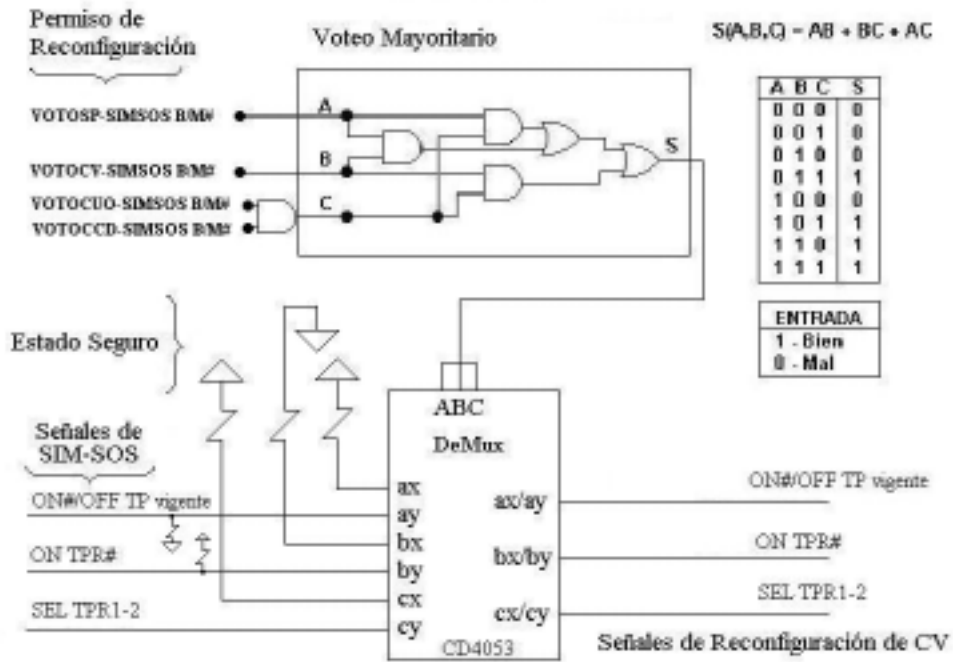 Permiso de
Reconfiguración
Voteo Mayoritario
S(A,B,C) = AB + BC + AC
VOTOSP-SIMSOS B/M#
VOTOCV-SIMSOS B/M#
VOTOCUO-SIMSOS B/M#
VOTOCCD-SIMSOS B/M#
A
B
C
S
A B C S
0 0 0 0
0 0 1 0
0 1 0 0
0 1 1 1
1 0 0 0
1 0 1 1
1 1 0 1
1 1 1 1
ENTRADA
1 - Bien
0 - Mal
Estado Seguro
Señales de
SIM-SOS
ON#/OFF TP vigente
ON TPR#
SEL TPR1-2
ABC
DeMux
ax
ay
bx
by
cx
cy
ax/ay
bx/by
cx/cy
CD4053
ON#/OFF TP vigente
ON TPR#
SEL TPR1-2
Señales de Reconfiguración de CV